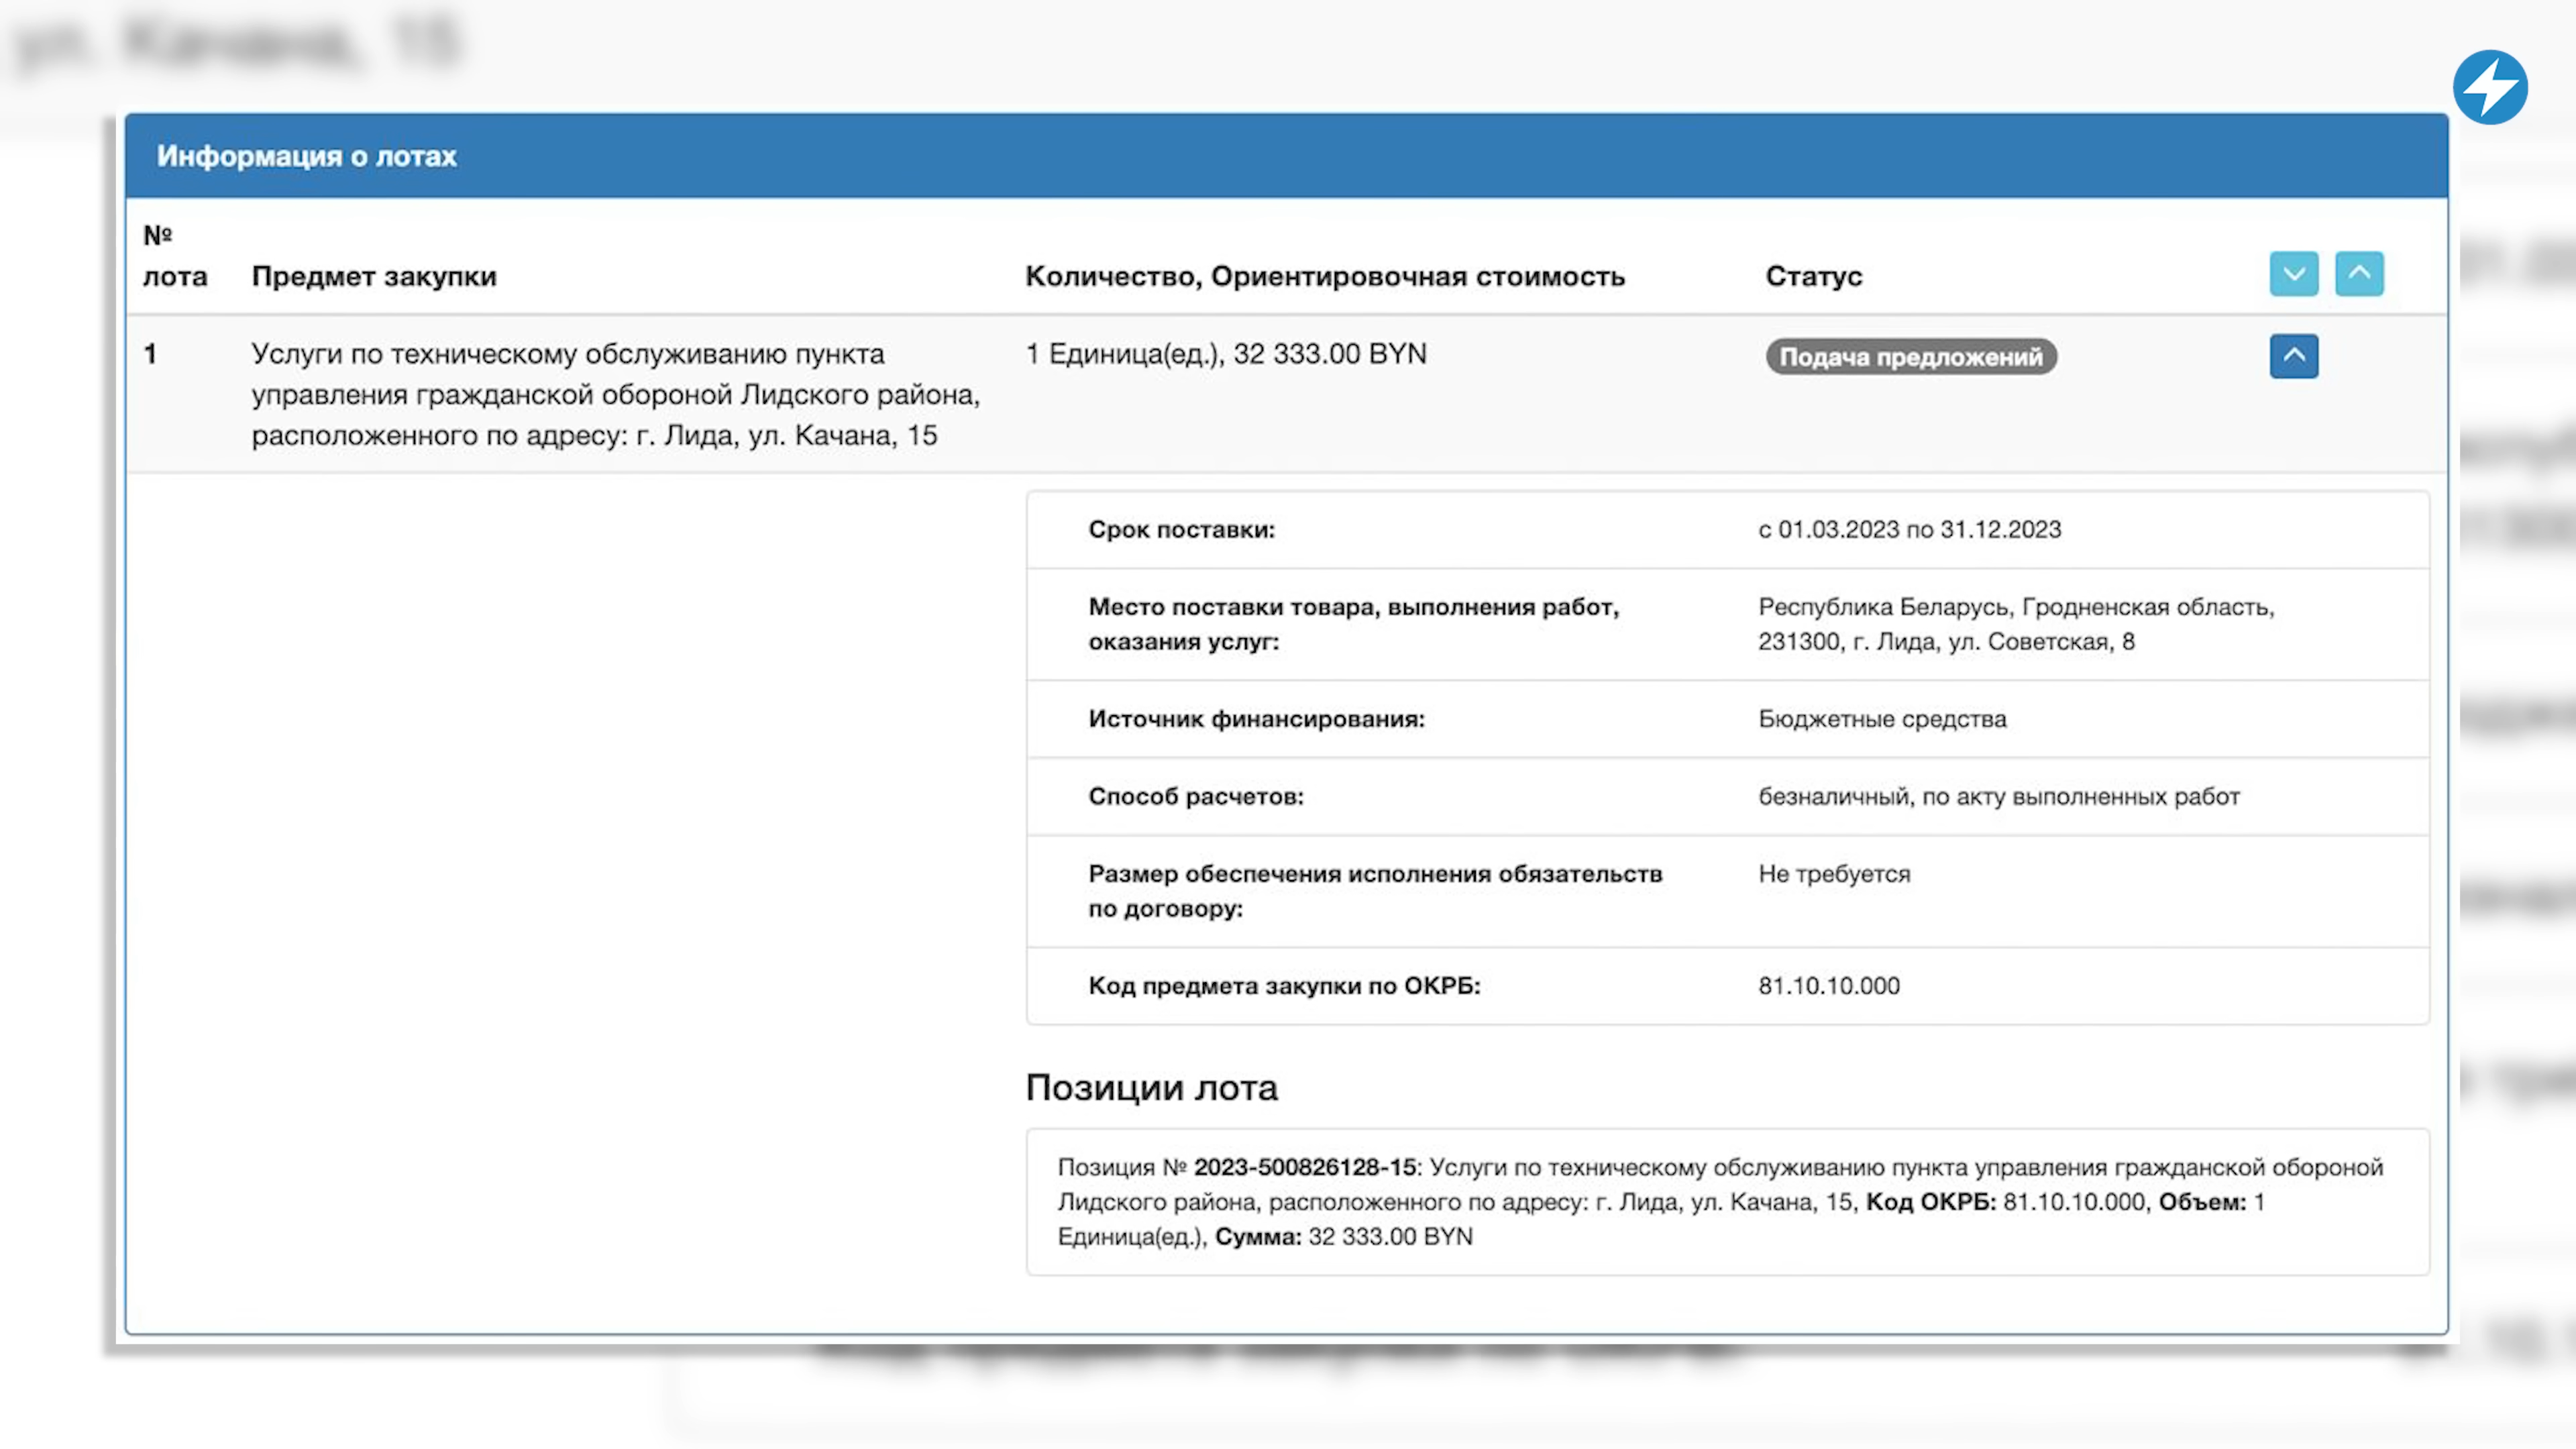 ул. Качана, 15
Информация о лотах
№
лота
Предмет закупки
Количество, Ориентировочная стоимость
Статус
1
Услуги по техническому обслуживанию пункта
управления гражданской обороной Лидского района,
расположенного по адресу: г. Лида, ул. Качана, 15
1 Единица(ед.), 32 333.00 BYN
Подача предложений
Срок поставки:
с 01.03.2023 по 31.12.2023
Место поставки товара, выполнения работ,
оказания услуг:
Республика Беларусь, Гродненская область,
231300, г. Лида, ул. Советская, 8
Источник финансирования:
Бюджетные средства
Способ расчетов:
безналичный, по акту выполненных работ
Размер обеспечения исполнения обязательств
по договору:
Не требуется
Код предмета закупки по ОКРБ:
81.10.10.000
Позиции лота
Позиция № 2023-500826128-15: Услуги по техническому обслуживанию пункта управления гражданской обороной
Лидского района, расположенного по адресу: г. Лида, ул. Качана, 15, Код ОКРБ: 81.10.10.000, Объем: 1
Единица(ед.), Сумма: 32 333.00 BYN